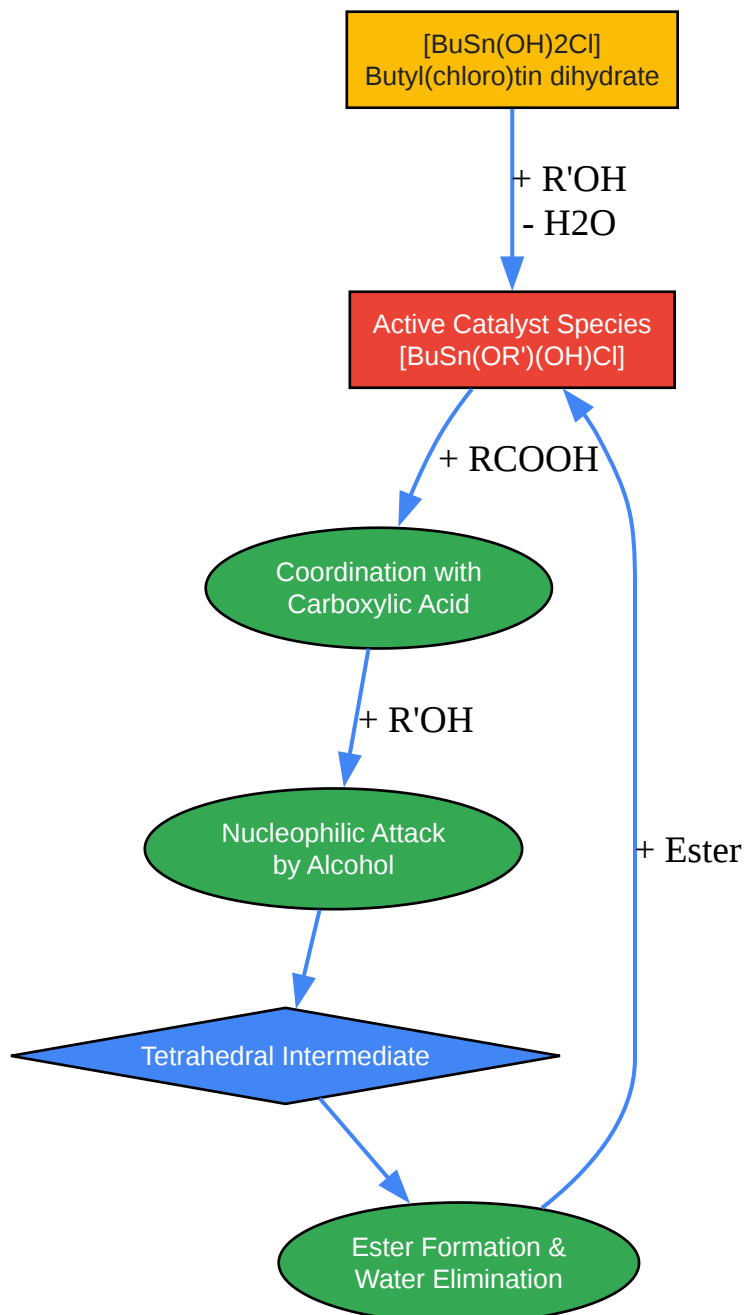 [BuSn(OH)2Cl]
Butyl(chloro)tin dihydrate
+ R'OH
- H2O
Active Catalyst Species
[BuSn(OR')(OH)Cl]
+ RCOOH
Coordination with
Carboxylic Acid
+ R'OH
Nucleophilic Attack
by Alcohol
+ Ester
Tetrahedral Intermediate
Ester Formation &
Water Elimination